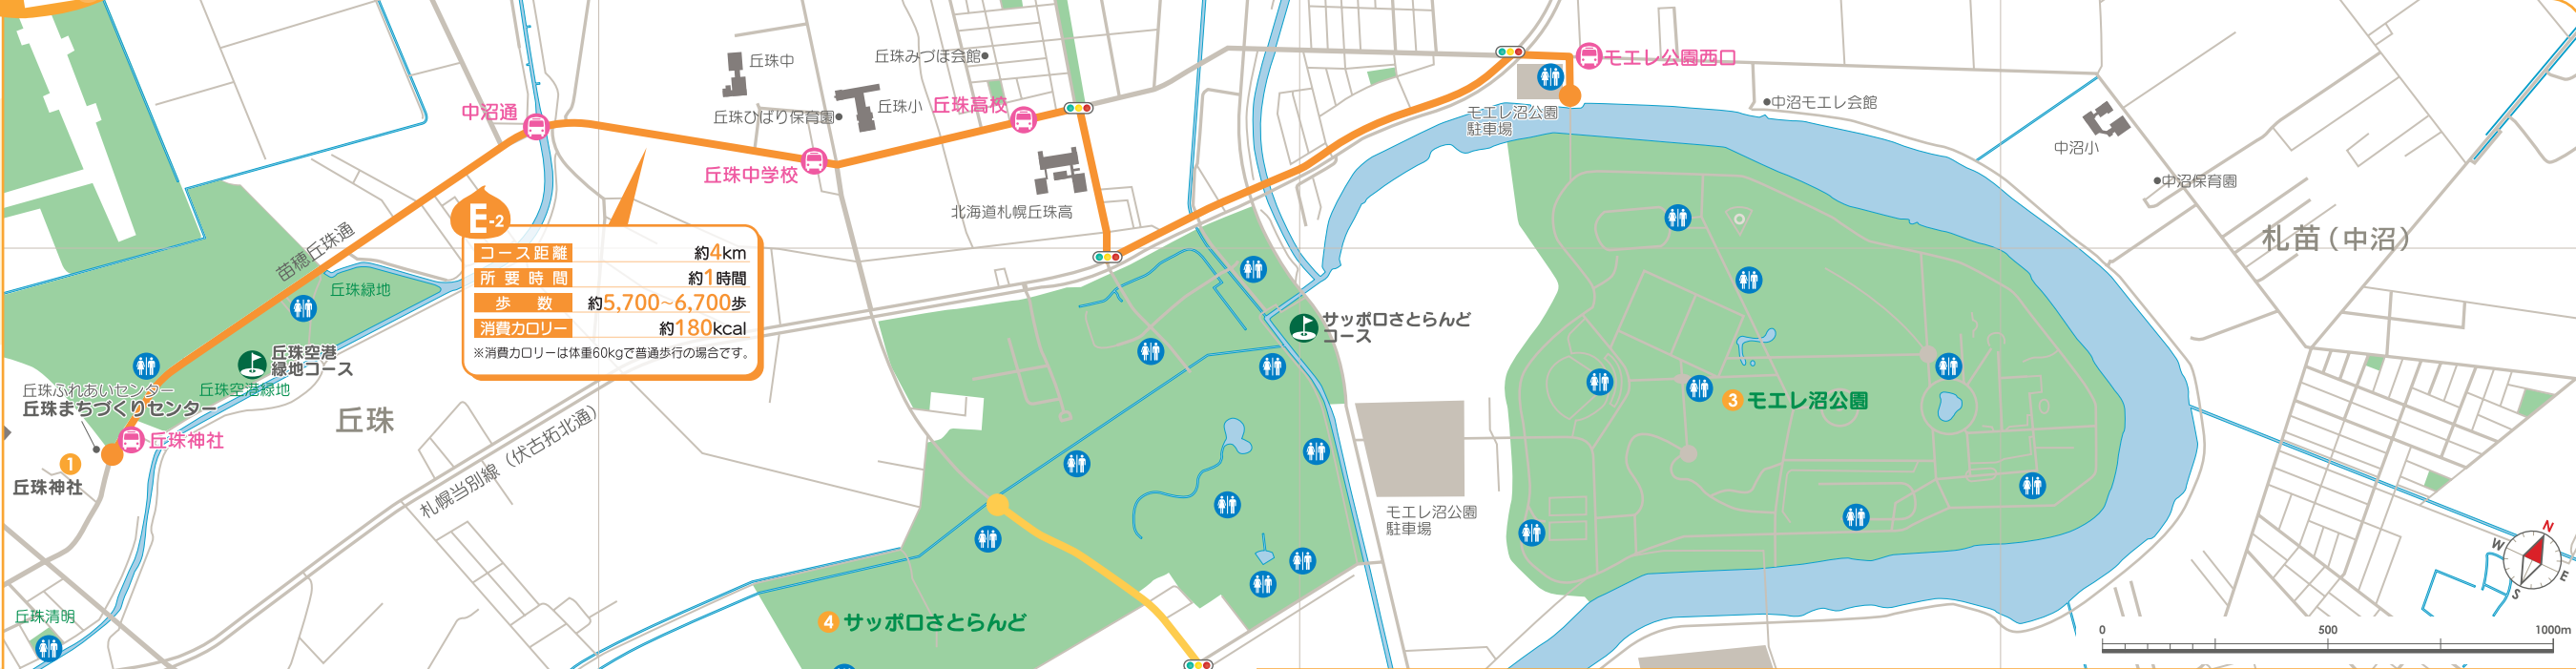 丘珠中
丘珠みづほ会館
モエレ公園西口
中沼通
丘珠ひばり保育園
丘珠小
丘珠高校
モエレ沼公園
駐車場
中沼モエレ会館
中沼小
丘珠中学校
中沼保育園
北海道札幌丘珠高
札苗(中沼)
苗穂丘珠通
E-2
コース距離 約4km
所要時間 約1時間
歩数 約5,700~6,700歩
消費カロリー 約180kcal
※消費カロリーは体重60kgで普通歩行の場合です。
丘珠緑地
サッポロさとらんど
コース
丘珠空港
緑地コース
丘珠ふれあいセンター
丘珠空港緑地
丘珠まちづくりセンター
丘珠
丘珠神社
1
丘珠神社
札幌当別線(伏古拓北通)
3 モエレ沼公園
モエレ沼公園
駐車場
丘珠清明
4 サッポロさとらんど
N
W
E
S
0 500 1000m